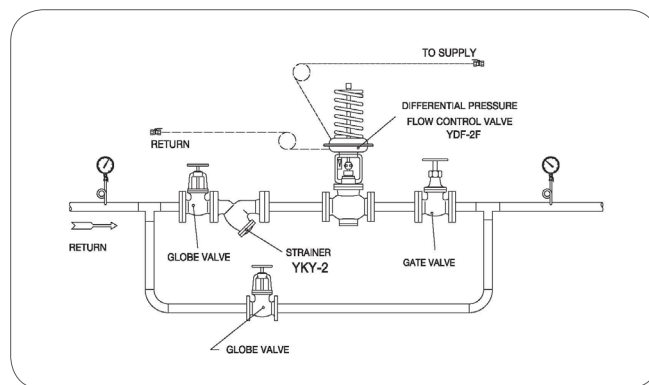 TO SUPPLY
DIFFERENTIAL PRESSURE
FLOW CONTROL VALVE
YDF-2F
RETURN
RETURN
GLOBE VALVE
STRAINER
YKY-2
GATE VALVE
GLOBE VALVE